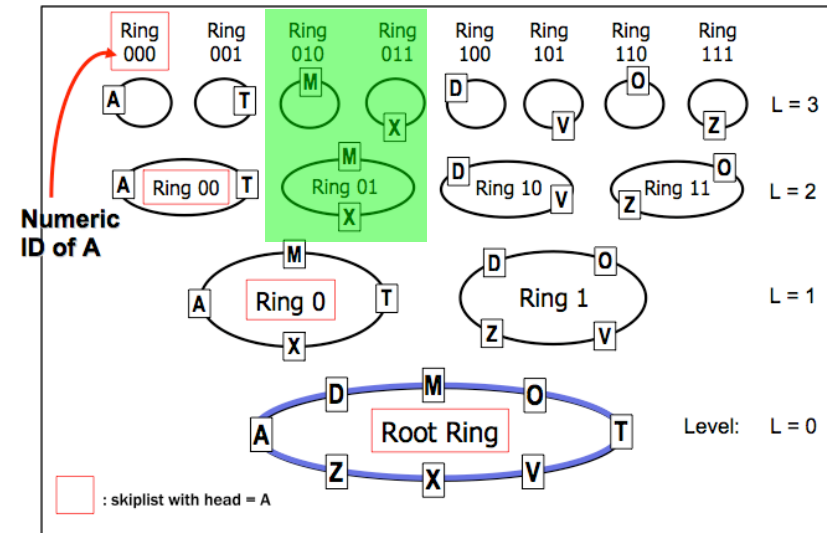 Ring Ring Ring Ring Ring Ring Ring Ring
000 001 010 011 100 101 110 111
A T M X D V O Z L = 3
A Ring 00 T M Ring 01 X D Ring 10 V O Ring 11 Z L = 2
Numeric
ID of A
M
A Ring 0 T
X
D O
Ring 1
Z V
L = 1
D M O
A Root Ring T
Z X V
Level: L = 0
: skiplist with head = A